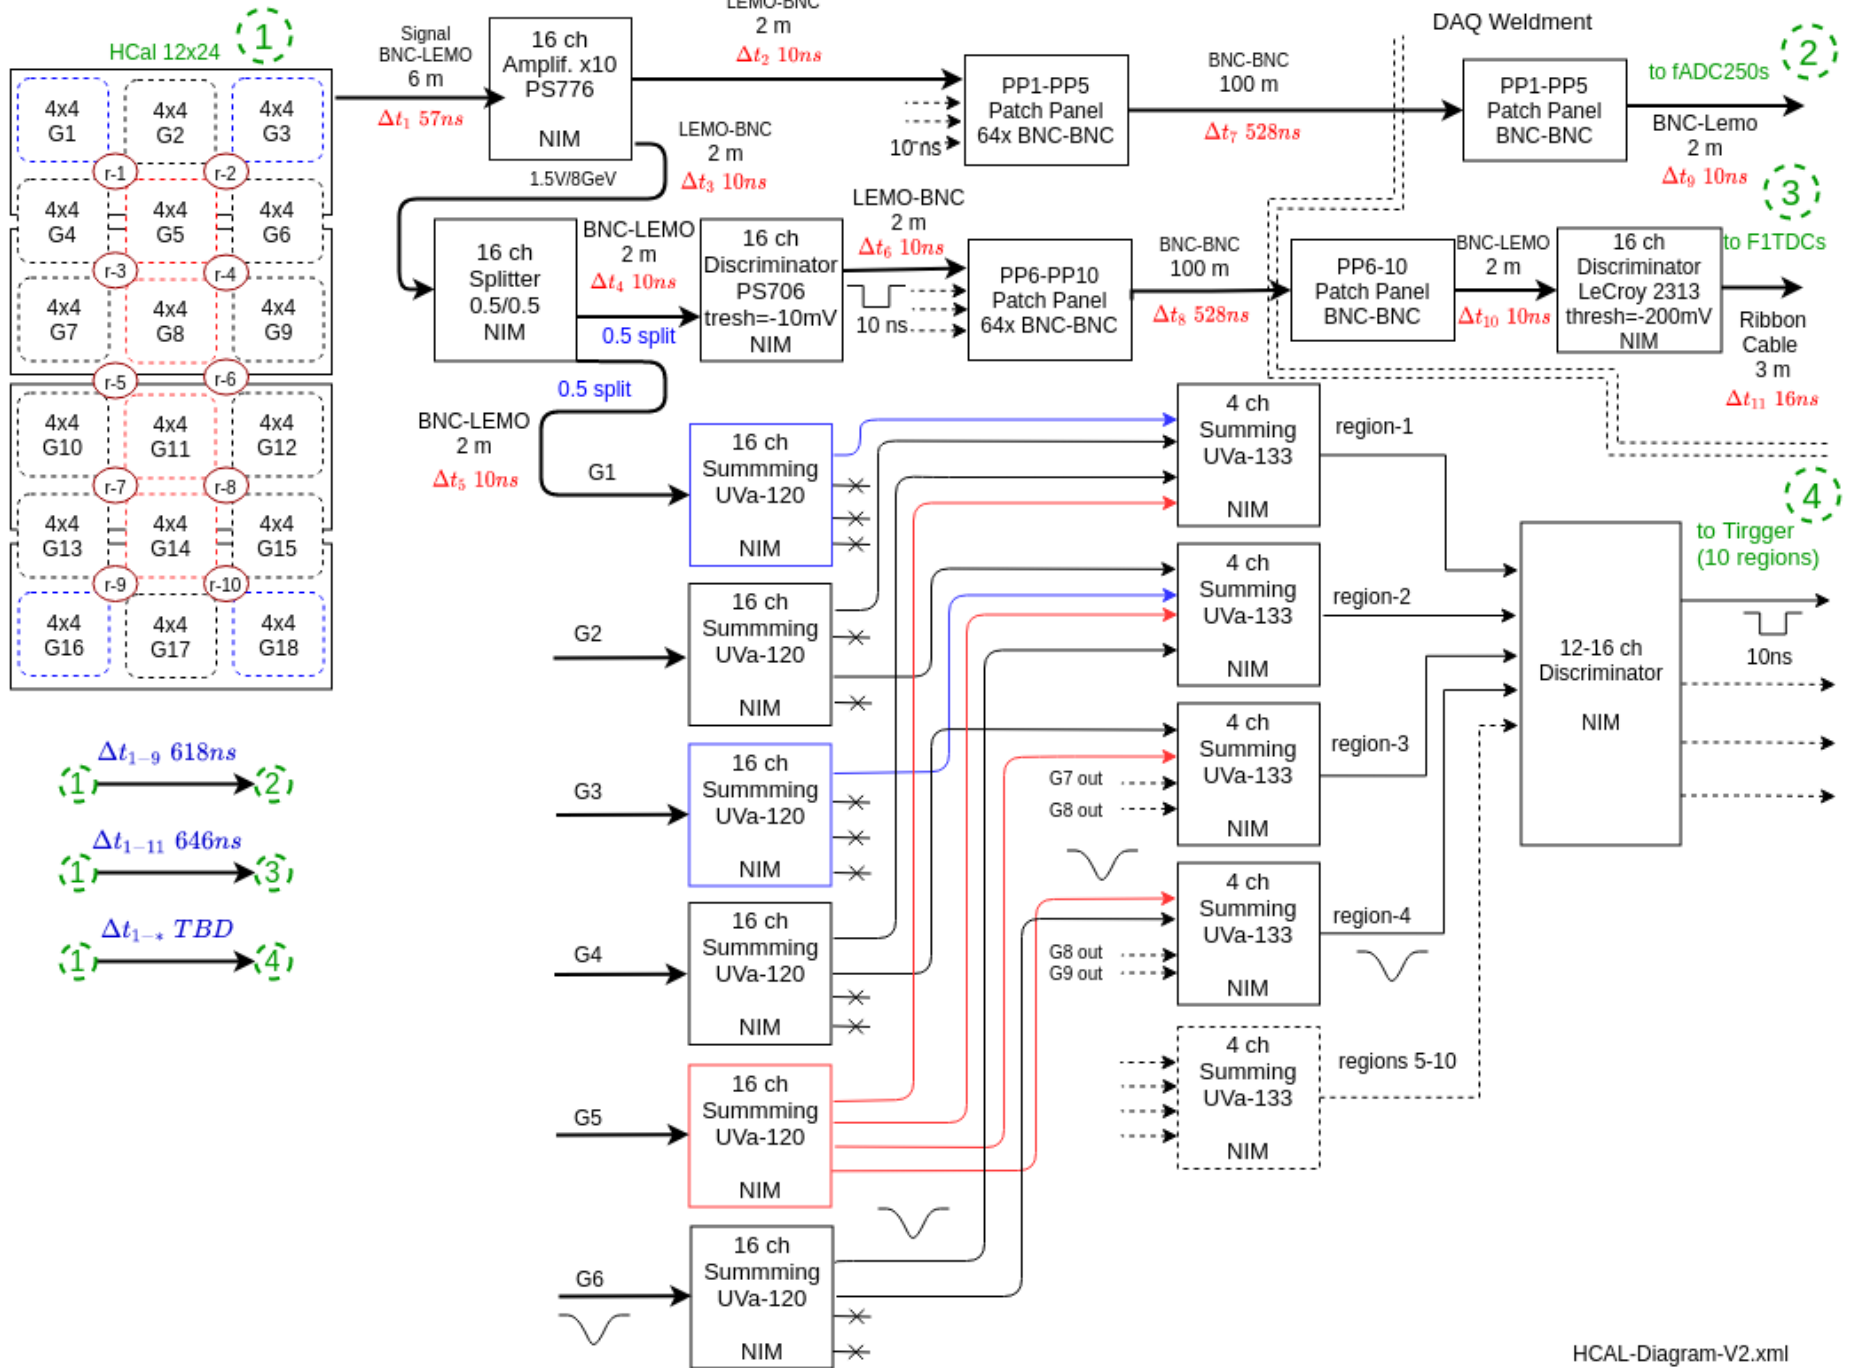 HCal 12x24
1
4x4
G1
4x4
G2
4x4
G3
r-1
r-2
4x4
G4
4x4
G5
4x4
G6
r-3
r-4
4x4
G7
4x4
G8
4x4
G9
r-5
r-6
4x4
G10
4x4
G11
4x4
G12
r-7
r-8
4x4
G13
4x4
G14
4x4
G15
r-9
r-10
4x4
G16
4x4
G17
4x4
G18
Δt1−9 618ns
1
2
Δt1−11 646ns
1
3
Δt1−* TBD
1
4
Signal
BNC-LEMO
6 m
Δt1 57ns
16 ch
Amplif. x10
PS776
NIM
LEMO-BNC
2 m
Δt2 10ns
10 ns
PP1-PP5
Patch Panel
64x BNC-BNC
BNC-BNC
100 m
Δt7 528ns
DAQ Weldment
PP1-PP5
Patch Panel
BNC-BNC
to fADC250s
2
BNC-Lemo
2 m
Δt9 10ns
1.5V/8GeV
LEMO-BNC
2 m
Δt3 10ns
16 ch
Splitter
0.5/0.5
NIM
BNC-LEMO
2 m
Δt4 10ns
0.5 split
16 ch
Discriminator
PS706
tresh=-10mV
NIM
LEMO-BNC
2 m
Δt6 10ns
10 ns
PP6-PP10
Patch Panel
64x BNC-BNC
BNC-BNC
100 m
Δt8 528ns
PP6-10
Patch Panel
BNC-BNC
BNC-LEMO
2 m
Δt10 10ns
16 ch
Discriminator
LeCroy 2313
thresh=-200mV
NIM
3
to F1TDCs
Ribbon
Cable
3 m
Δt11 16ns
0.5 split
BNC-LEMO
2 m
Δt5 10ns
G1
16 ch
Summming
UVa-120
NIM
G2
16 ch
Summming
UVa-120
NIM
G3
16 ch
Summming
UVa-120
NIM
G4
16 ch
Summming
UVa-120
NIM
G5
16 ch
Summming
UVa-120
NIM
G6
16 ch
Summming
UVa-120
NIM
4 ch
Summing
UVa-133
NIM
region-1
4 ch
Summing
UVa-133
NIM
region-2
G7 out
G8 out
4 ch
Summing
UVa-133
NIM
region-3
G8 out
G9 out
4 ch
Summing
UVa-133
NIM
region-4
4 ch
Summing
UVa-133
NIM
regions 5-10
12-16 ch
Discriminator
NIM
4
to Tirgger
(10 regions)
10ns
HCAL-Diagram-V2.xml